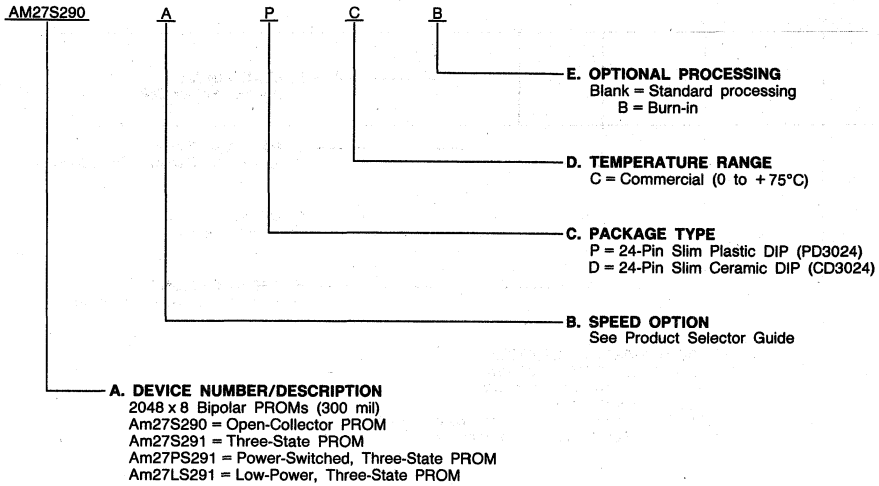 AM27S290 A P C B
E. OPTIONAL PROCESSING
Blank = Standard processing
B = Burn-in
D. TEMPERATURE RANGE
C = Commercial (0 to +75°C)
C. PACKAGE TYPE
P = 24-Pin Slim Plastic DIP (PD3024)
D = 24-Pin Slim Ceramic DIP (CD3024)
B. SPEED OPTION
See Product Selector Guide
A. DEVICE NUMBER/DESCRIPTION
2048 x 8 Bipolar PROMs (300 mil)
Am27S290 = Open-Collector PROM
Am27S291 = Three-State PROM
Am27PS291 = Power-Switched, Three-State PROM
Am27LS291 = Low-Power, Three-State PROM